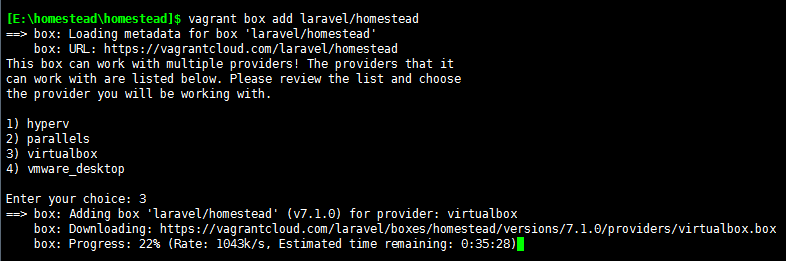 [E:\homestead\homestead]$ vagrant box add laravel/homestead
==> box: Loading metadata for box 'laravel/homestead'
box: URL: https://vagrantcloud.com/laravel/homestead
This box can work with multiple providers! The providers that it
can work with are listed below. Please review the list and choose
the provider you will be working with.
1) hyperv
2) parallels
3) virtualbox
4) vmware_desktop
Enter your choice: 3
==> box: Adding box 'laravel/homestead' (v7.1.0) for provider: virtualbox
box: Downloading: https://vagrantcloud.com/laravel/boxes/homestead/versions/7.1.0/providers/virtualbox.box
box: Progress: 22% (Rate: 1043k/s, Estimated time remaining: 0:35:28)